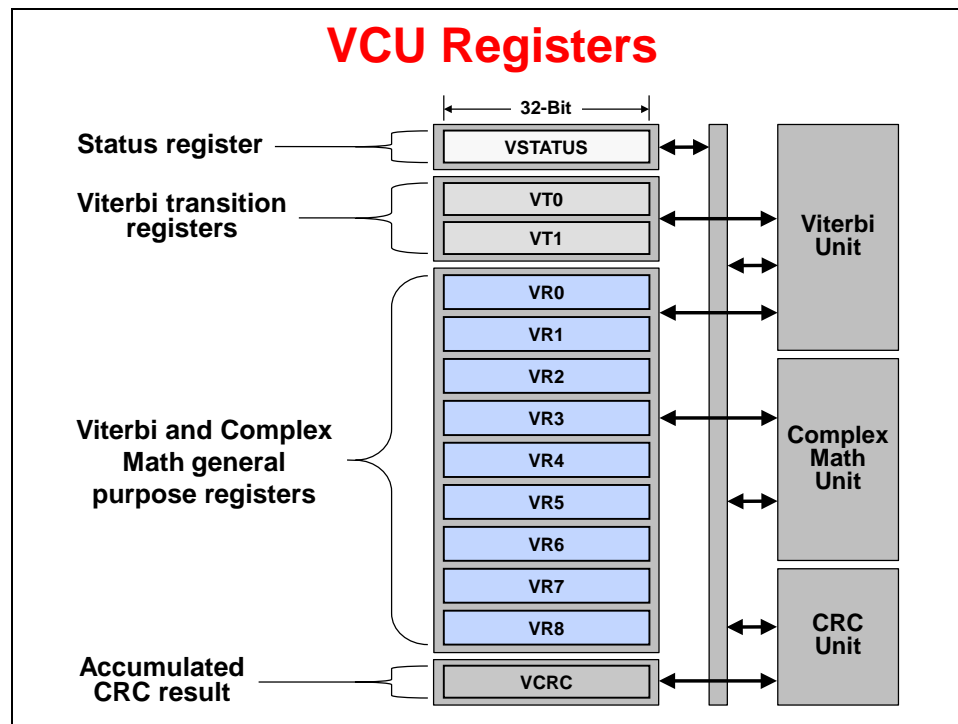 VCU Registers
32-Bit
Status register
VSTATUS
Viterbi transition
registers
VT0
VT1
Viterbi
Unit
VR0
VR1
VR2
VR3
VR4
VR5
VR6
VR7
VR8
Viterbi and Complex
Math general
purpose registers
Complex
Math
Unit
CRC
Unit
Accumulated
CRC result
VCRC